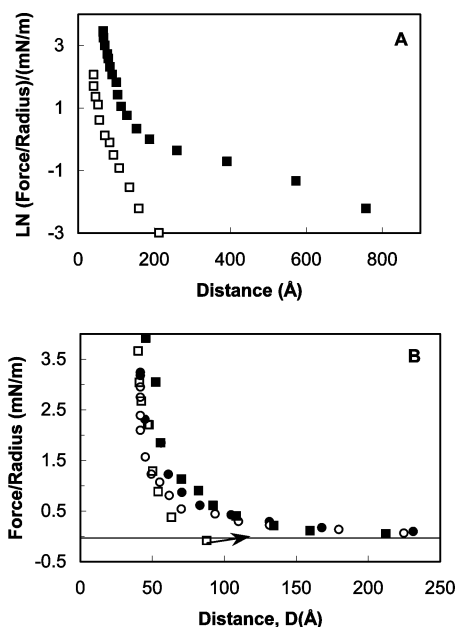 A
LN (Force/Radius)/(mN/m)
3
1
-1
-3
0 200 400 600 800
Distance (Å)
B
Force/Radius (mN/m)
3.5
2.5
1.5
0.5
-0.5
0 50 100 150 200 250
Distance, D(Å)